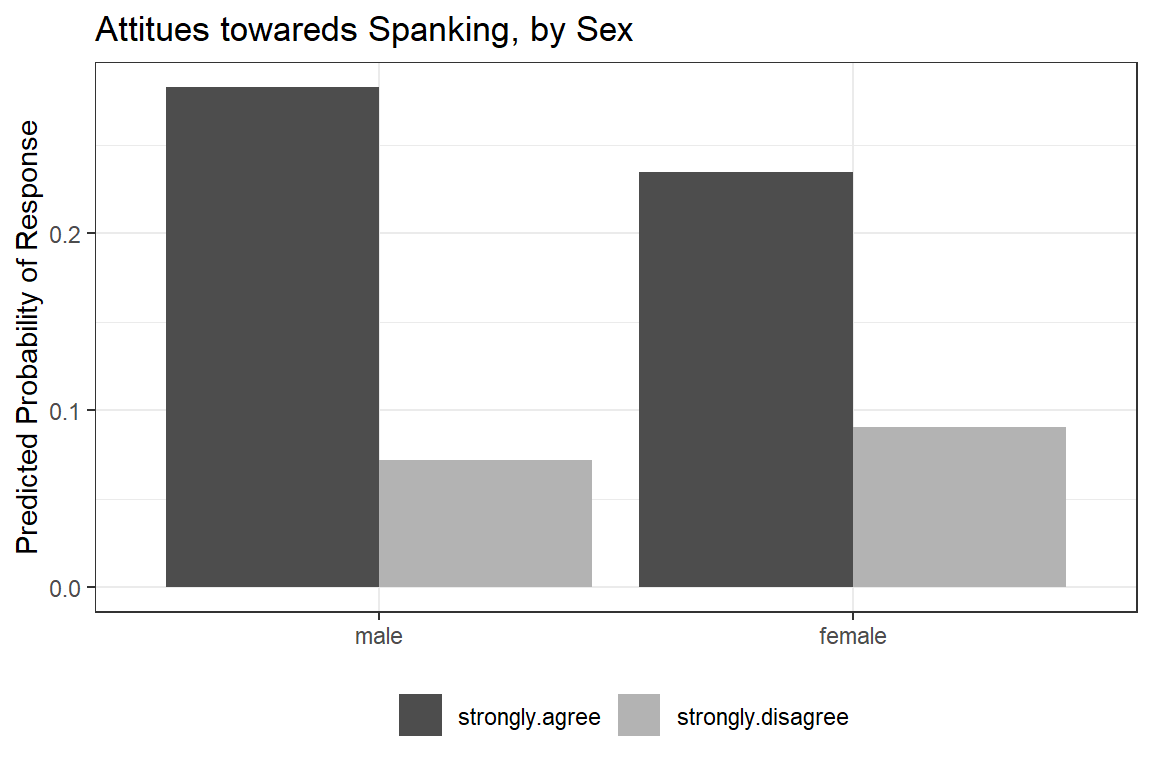 Attitues towareds Spanking, by Sex
Predicted Probability of Response
0.2
0.1
0.0
male female
strongly.agree strongly.disagree